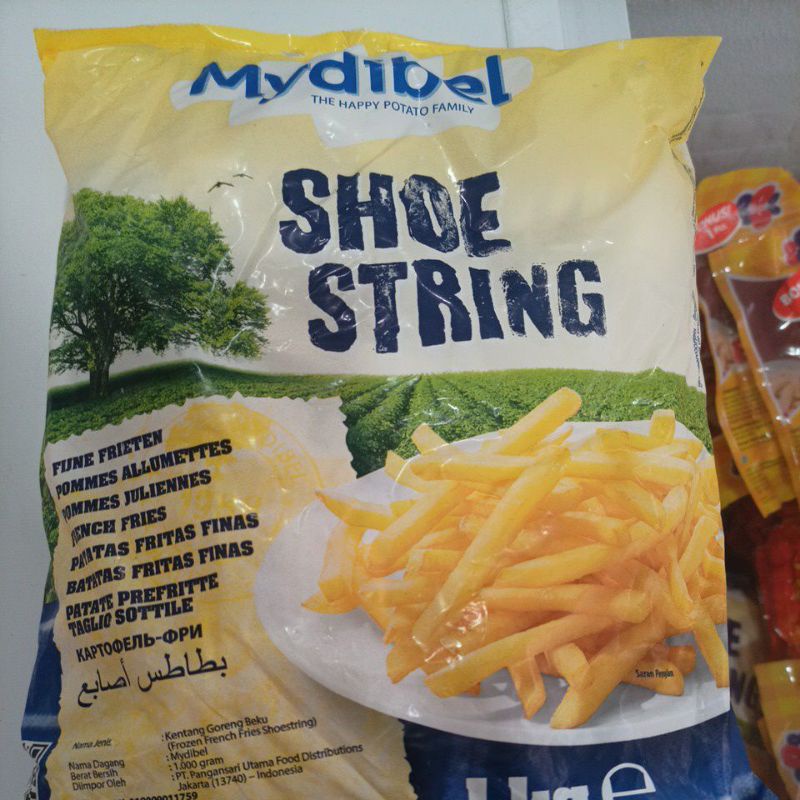 Mydibel
THE HAPPY POTATO FAMILY
SHOE
STRING
FIJNE FRIETEN
POMMES ALLUMETTES
POMMES JULIENNES
FRENCH FRIES
PATATAS FRITAS FINAS
BATATAS FRITAS FINAS
PATATE PREFRITTE
TAGLIO SOTTILE
КАРТОФЕЛЬ-ФРИ
بطاطس أصابع
Saran Penyajian
Nama Jenis : Kentang Goreng Beku
(Frozen French Fries Shoestring)
Nama Dagang : Mydibel
Berat Bersih : 1.000 gram
Diimpor Oleh : PT. Pangansari Utama Food Distributions
Jakarta (13740) – Indonesia
1 kg e
BONUS!